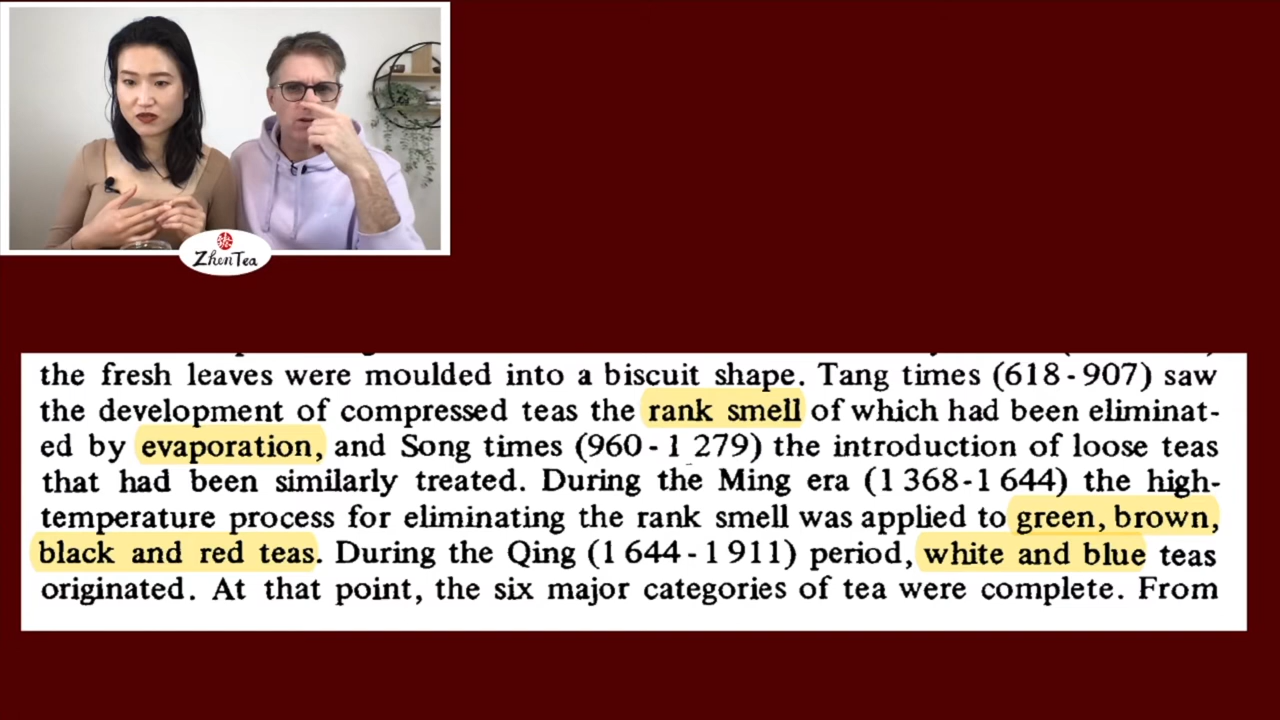 Zhen Tea
the fresh leaves were moulded into a biscuit shape. Tang times (618-907) saw
the development of compressed teas the rank smell of which had been eliminat-
ed by evaporation, and Song times (960-1 279) the introduction of loose teas
that had been similarly treated. During the Ming era (1 368-1 644) the high-
temperature process for eliminating the rank smell was applied to green, brown,
black and red teas. During the Qing (1 644-1 911) period, white and blue teas
originated. At that point, the six major categories of tea were complete. From